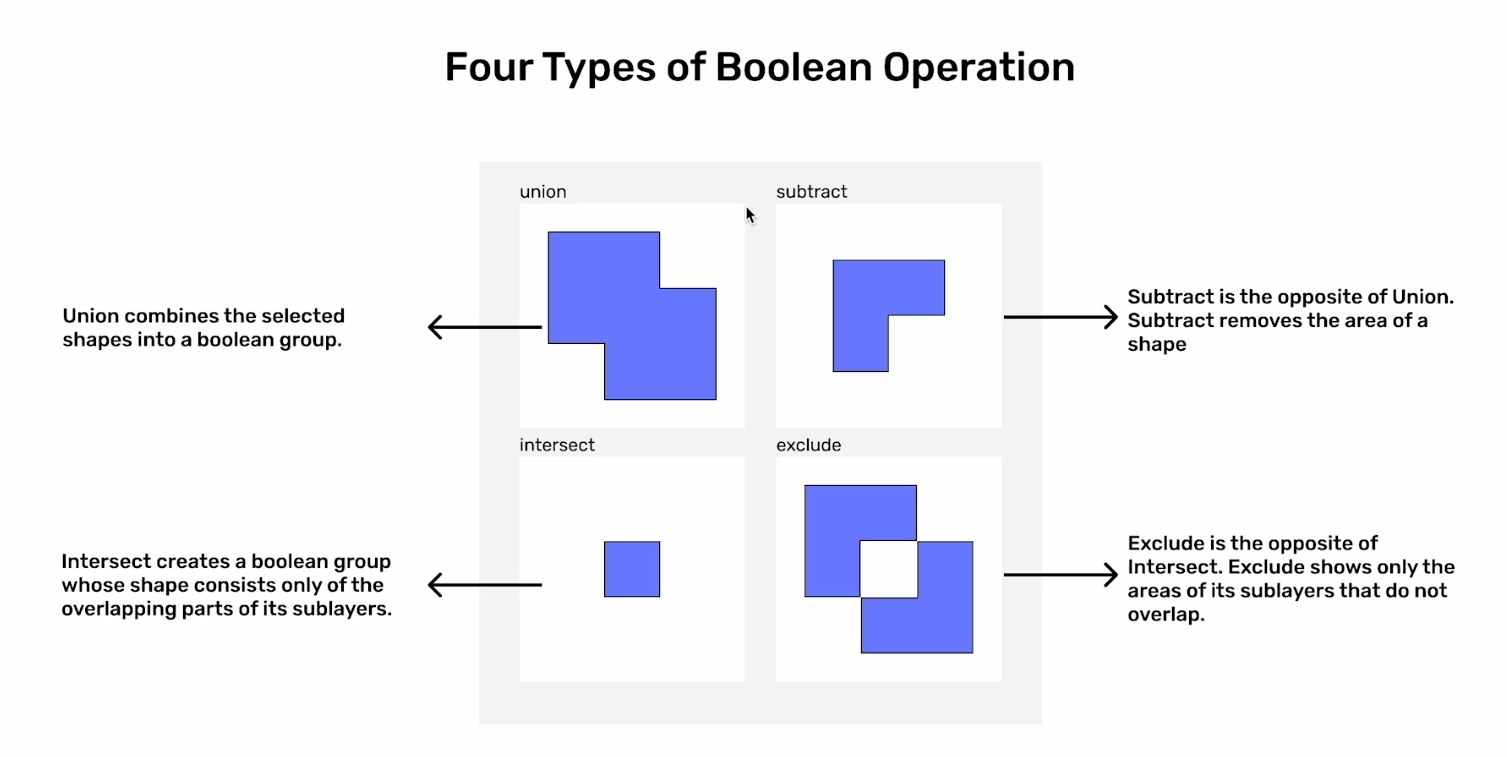 Four Types of Boolean Operation
union
subtract
Union combines the selected
shapes into a boolean group.
Subtract is the opposite of Union.
Subtract removes the area of a
shape
intersect
exclude
Intersect creates a boolean group
whose shape consists only of the
overlapping parts of its sublayers.
Exclude is the opposite of
Intersect. Exclude shows only the
areas of its sublayers that do not
overlap.